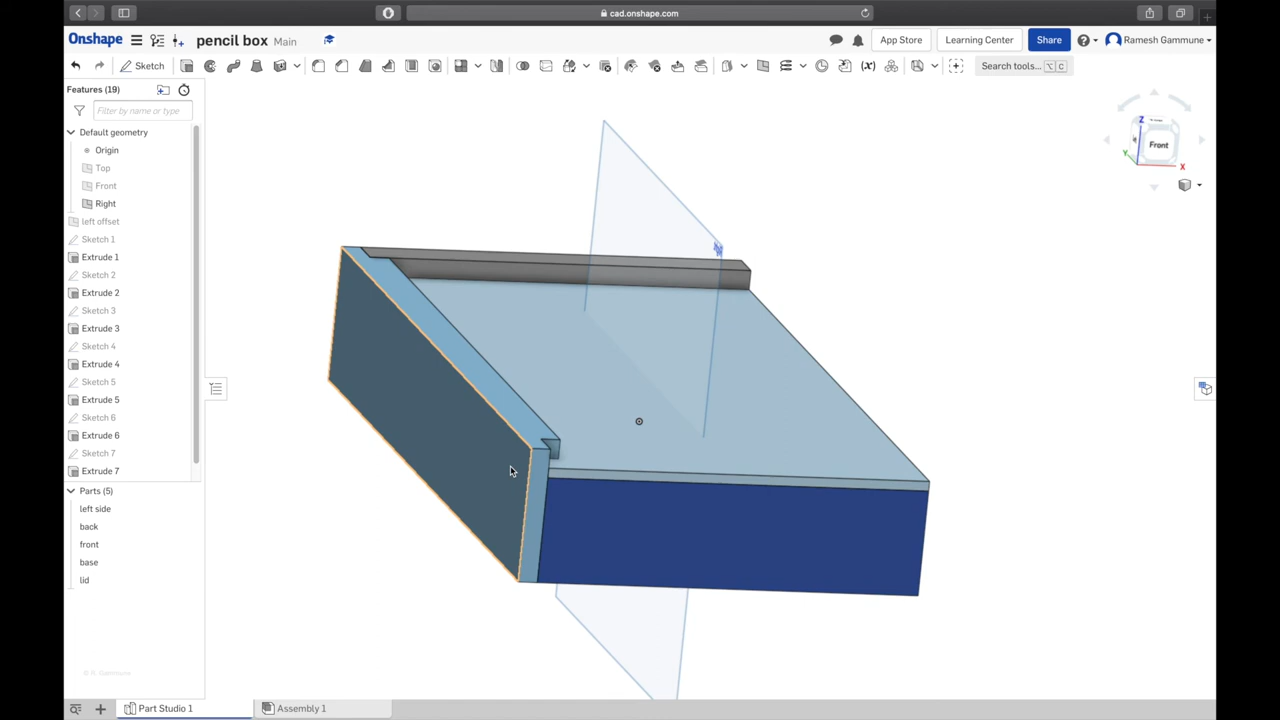 cad.onshape.com
Onshape
pencil box Main
App Store
Learning Center
Share
Ramesh Gammune
Sketch
Search tools... ⌥ C
Features (19)
Filter by name or type
Default geometry
Origin
Top
Front
Right
left offset
Sketch 1
Extrude 1
Sketch 2
Extrude 2
Sketch 3
Extrude 3
Sketch 4
Extrude 4
Sketch 5
Extrude 5
Sketch 6
Extrude 6
Sketch 7
Extrude 7
Parts (5)
left side
back
front
base
lid
© R. Gammune
Z
Front
Y
X
Part Studio 1
Assembly 1